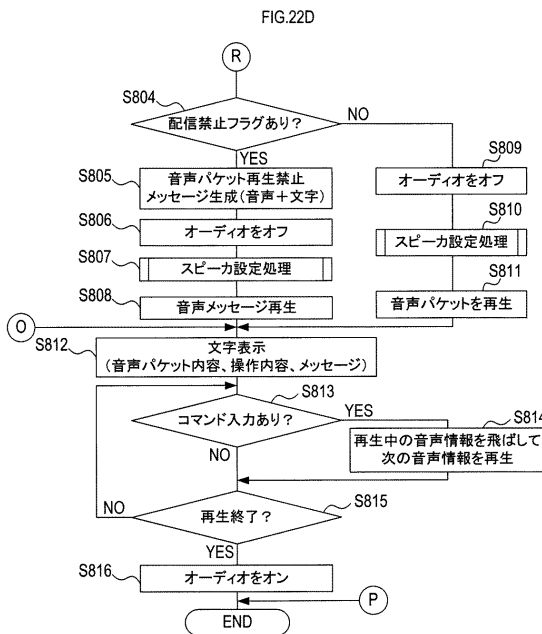 FIG.22D
R
S804
配信禁止フラグあり？
NO
YES
S805
音声パケット再生禁止
メッセージ生成(音声＋文字)
S806
オーディオをオフ
S807
スピーカ設定処理
S808
音声メッセージ再生
S809
オーディオをオフ
S810
スピーカ設定処理
S811
音声パケットを再生
O
S812
文字表示
(音声パケット内容、操作内容、メッセージ)
S813
コマンド入力あり？
YES
NO
S814
再生中の音声情報を飛ばして
次の音声情報を再生
S815
再生終了？
NO
YES
S816
オーディオをオン
P
END